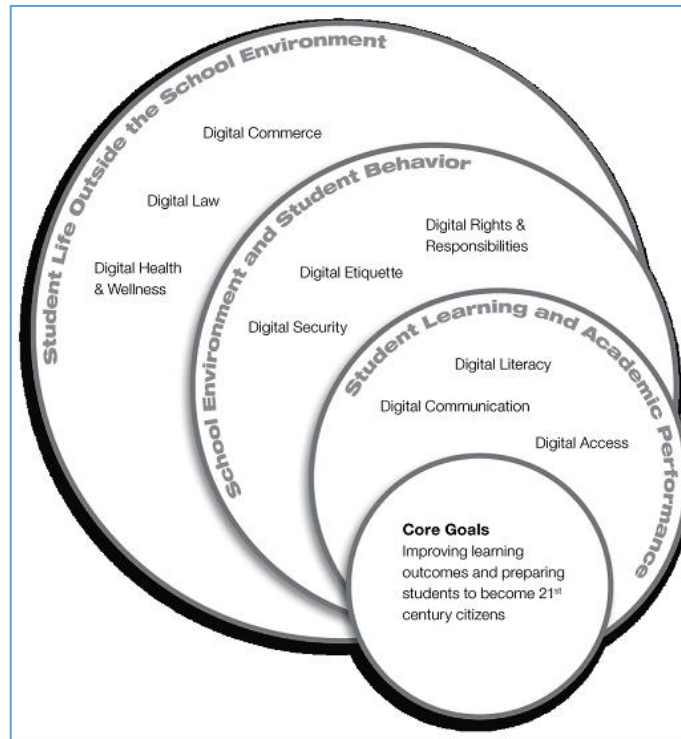 Student Life Outside the School Environment
Digital Commerce
Digital Law
Digital Health
& Wellness
School Environment and Student Behavior
Digital Rights &
Responsibilities
Digital Etiquette
Digital Security
Student Learning and Academic Performance
Digital Literacy
Digital Communication
Digital Access
Core Goals
Improving learning
outcomes and preparing
students to become 21st
century citizens